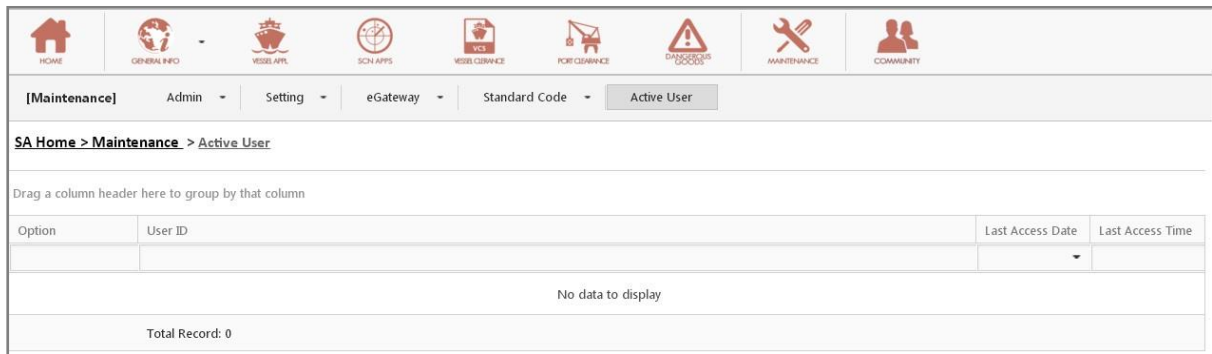 HOME
GENERAL INFO
VESSEL APPL
SCN APPS
VCS
VESSEL CLERANCE
PORT CLEARANCE
DANGEROUS GOODS
MAINTENANCE
COMMUNITY
[Maintenance] Admin Setting eGateway Standard Code Active User
SA Home > Maintenance > Active User
Drag a column header here to group by that column
Option User ID Last Access Date Last Access Time
No data to display
Total Record: 0